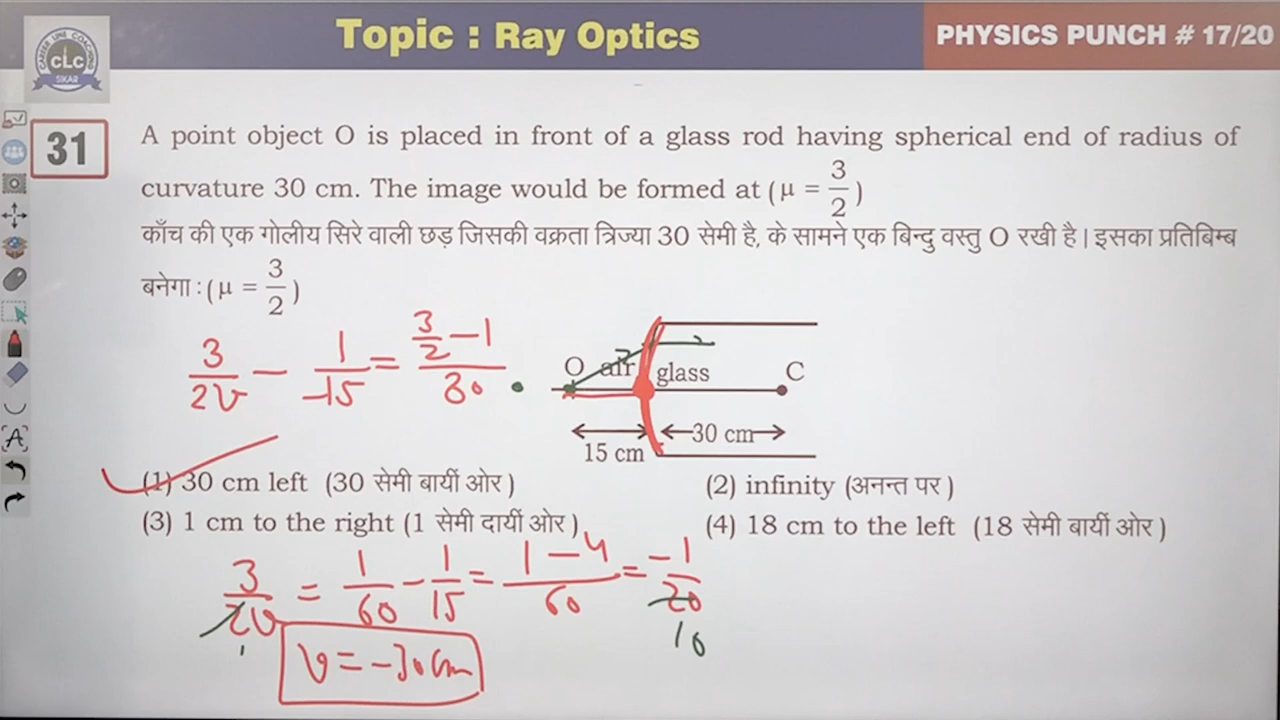 Topic : Ray Optics
PHYSICS PUNCH # 17/20
CAREER LINE COACHING
CLC
SIKAR
31
A point object O is placed in front of a glass rod having spherical end of radius of
curvature 30 cm. The image would be formed at (μ = 3/2)
काँच की एक गोलीय सिरे वाली छड़ जिसकी वक्रता त्रिज्या 30 सेमी है, के सामने एक बिन्दु वस्तु O रखी है। इसका प्रतिबिम्ब
बनेगा : (μ = 3/2)
3/2v - 1/-15 = (3/2 - 1)/30
O air glass C
15 cm 30 cm
(1) 30 cm left (30 सेमी बायीं ओर) (2) infinity (अनन्त पर)
(3) 1 cm to the right (1 सेमी दायीं ओर) (4) 18 cm to the left (18 सेमी बायीं ओर)
3/2v = 1/60 - 1/15 = (1-4)/60 = -1/20
10
v = -30cm